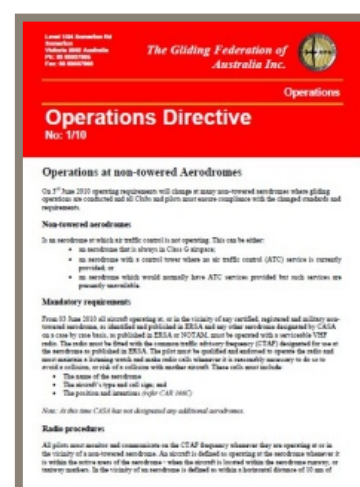 The Gliding Federation of
Australia Inc.
Operations
Operations Directive
No: 1/10
Operations at non-towered Aerodromes
On 3rd June 2010 operating requirements will change at many non-towered aerodromes where gliding
operations are conducted and all Clubs and pilots must ensure compliance with the changed standards and
requirements.
Non-towered aerodromes
Is an aerodrome at which air traffic control is not operating. This can be either:
• an aerodrome that is always in Class G airspace;
• an aerodrome with a control tower where no air traffic control (ATC) service is currently
provided; or
• an aerodrome which would normally have ATC services provided but such services are
presently unavailable.
Mandatory requirements
From 03 June 2010 all aircraft operating at, or in the vicinity of any certified, registered and military non-
towered aerodrome, as identified and published in ERSA and any other aerodrome designated by CASA
on a case by case basis, as published in ERSA or NOTAM, must be operated with a serviceable VHF
radio. The radio must be fitted with the common traffic advisory frequency (CTAF) designated for use at
the aerodrome as published in ERSA. The pilot must be qualified and endorsed to operate the radio and
must maintain a listening watch and make radio calls whenever it is reasonably necessary to do so to
avoid a collision, or risk of a collision with another aircraft. These calls must include:
• The name of the aerodrome
• The aircraft's type and call sign; and
• The position and intentions (refer CAR 166C)
Note: At this time CASA has not designated any additional aerodromes.
Radio procedures
All pilots must monitor and communicate on the CTAF frequency whenever they are operating at or in
the vicinity of a non-towered aerodrome. An aircraft is defined as operating at the aerodrome whenever it
is within the active areas of the aerodrome - when the aircraft is located within the aerodrome runway, or
taxiway markers. In the vicinity of an aerodrome is defined as within a horizontal distance of 10 nm of